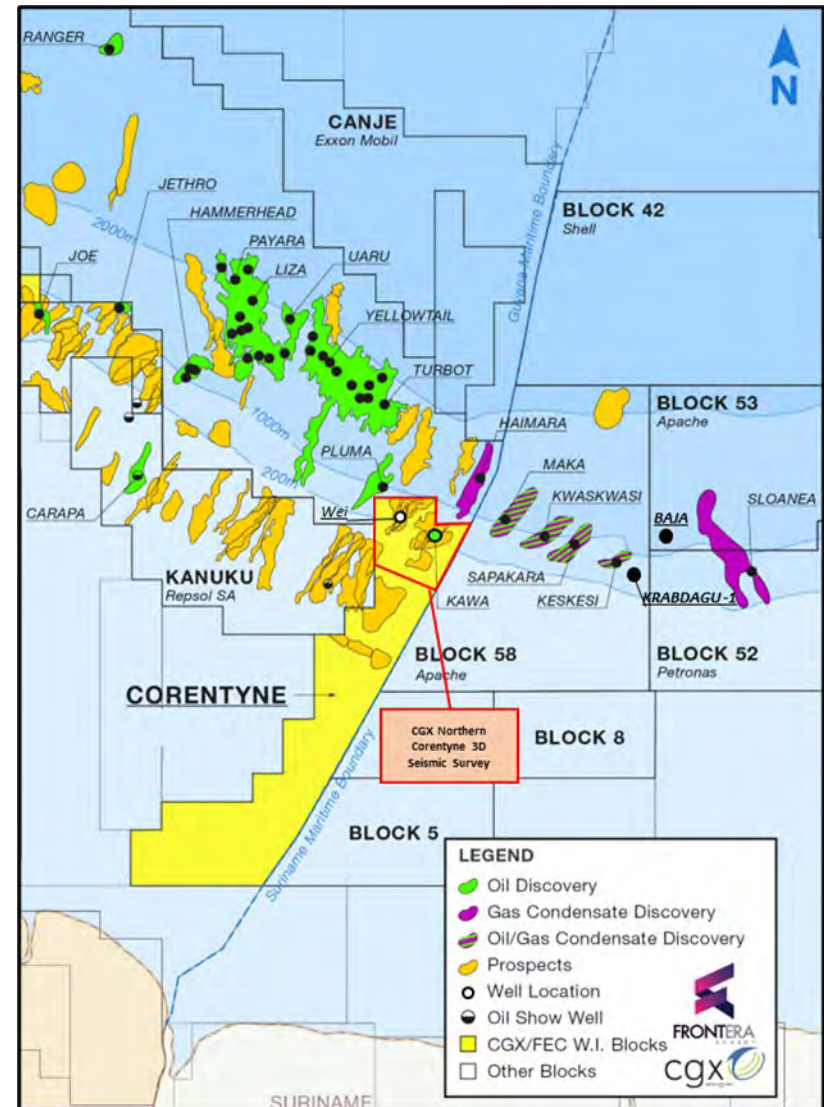 RANGER
N
CANJE
Exxon Mobil
JETHRO
HAMMERHEAD
2000m
PAYARA
BLOCK 42
Shell
JOE
LIZA
UARU
Guyana Maritime Boundary
YELLOWTAIL
TURBOT
BLOCK 53
Apache
1000m
HAIMARA
200m
PLUMA
MAKA
KWASKWASI
SLOANEA
CARAPA
Wei
BAJA
KANUKU
Repsol SA
SAPAKARA
KESKESI
KRABDAGU-1
KAWA
BLOCK 58
Apache
BLOCK 52
Petronas
CORENTYNE
CGX Northern
Corentyne 3D
Seismic Survey
BLOCK 8
BLOCK 5
Suriname Maritime Boundary
LEGEND
Oil Discovery
Gas Condensate Discovery
Oil/Gas Condensate Discovery
Prospects
Well Location
Oil Show Well
CGX/FEC W.I. Blocks
Other Blocks
FRONTERA
cgx
SURINAME